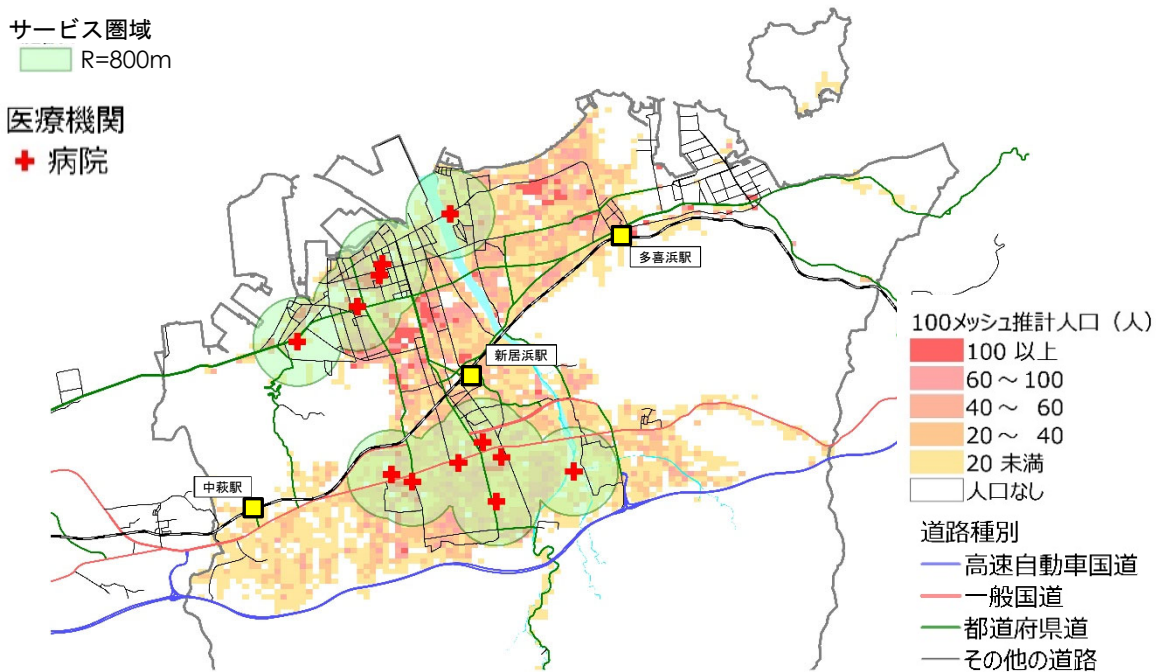 サービス圏域
R=800m
医療機関
病院
多喜浜駅
新居浜駅
中萩駅
100メッシュ推計人口（人）
100 以上
60～100
40～ 60
20～ 40
20 未満
人口なし
道路種別
高速自動車国道
一般国道
都道府県道
その他の道路